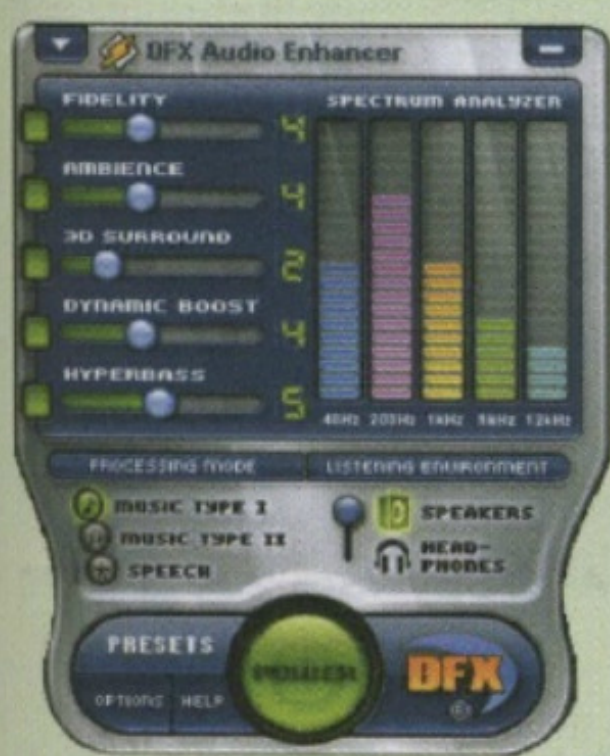 DFX Audio Enhancer
FIDELITY
4
AMBIENCE
4
3D SURROUND
2
DYNAMIC BOOST
4
HYPERBASS
5
SPECTRUM ANALYZER
40Hz 200Hz 1kHz 5kHz 12kHz
PROCESSING MODE
MUSIC TYPE I
MUSIC TYPE II
SPEECH
LISTENING ENVIRONMENT
SPEAKERS
HEAD-
PHONES
PRESETS
OPTIONS HELP
POWER
DFX